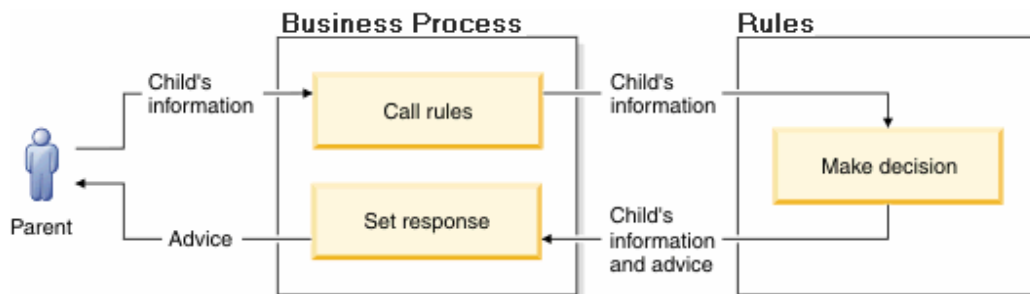 Business Process
Rules
Child's
information
Call rules
Child's
information
Make decision
Parent
Advice
Set response
Child's
information
and advice